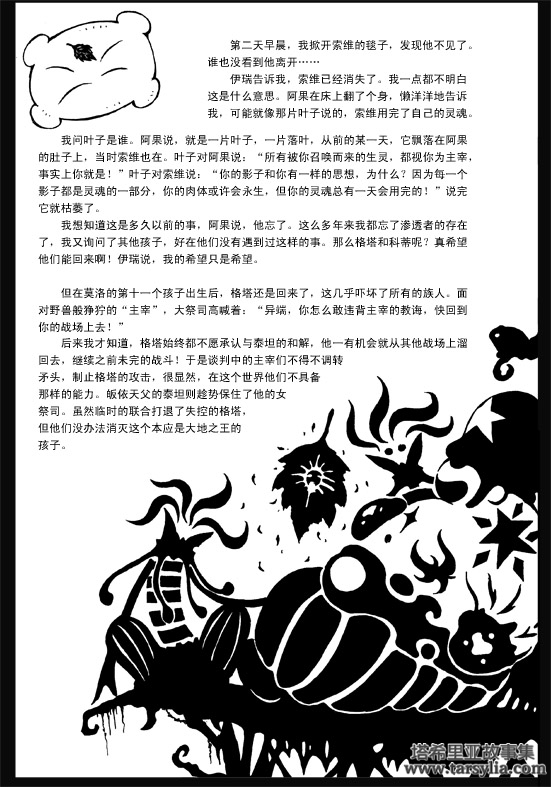 第二天早晨，我掀开索维的毯子，发现他不见了。
谁也没看到他离开……
伊瑞告诉我，索维已经消失了。我一点都不明白
这是什么意思。阿果在床上翻了个身，懒洋洋地告诉
我，可能就像那片叶子说的，索维用完了自己的灵魂。
我问叶子是谁。阿果说，就是一片叶子，一片落叶，从前的某一天，它飘落在阿果
的肚子上，当时索维也在。叶子对阿果说：“所有被你召唤而来的生灵，都视你为主宰，
事实上你就是！”叶子对索维说：“你的影子和你有一样的思想，为什么？因为每一个
影子都是灵魂的一部分，你的肉体或许会永生，但你的灵魂总有一天会用完的！”说完
它就枯萎了。
我想知道这是多久以前的事，阿果说，他忘了。这么多年来我都忘了渗透者的存在
了，我又询问了其他孩子，好在他们没有遇到过这样的事。那么格塔和科蒂呢？真希望
他们能回来啊！伊瑞说，我的希望只是希望。
但在莫洛的第十一个孩子出生后，格塔还是回来了，这几乎吓坏了所有的族人。面
对野兽般狰狞的“主宰”，大祭司高喊着：“异端，你怎么敢违背主宰的教诲，快回到
你的战场上去！”
后来我才知道，格塔始终都不愿承认与泰坦的和解，他一有机会就从其他战场上溜
回去，继续之前未完的战斗！于是谈判中的主宰们不得不调转
矛头，制止格塔的攻击，很显然，在这个世界他们不具备
那样的能力。皈依天父的泰坦则趁势保住了他的女
祭司。虽然临时的联合打退了失控的格塔，
但他们没办法消灭这个本应是大地之王的
孩子。
塔希里亚故事集
www.tarsylia.com